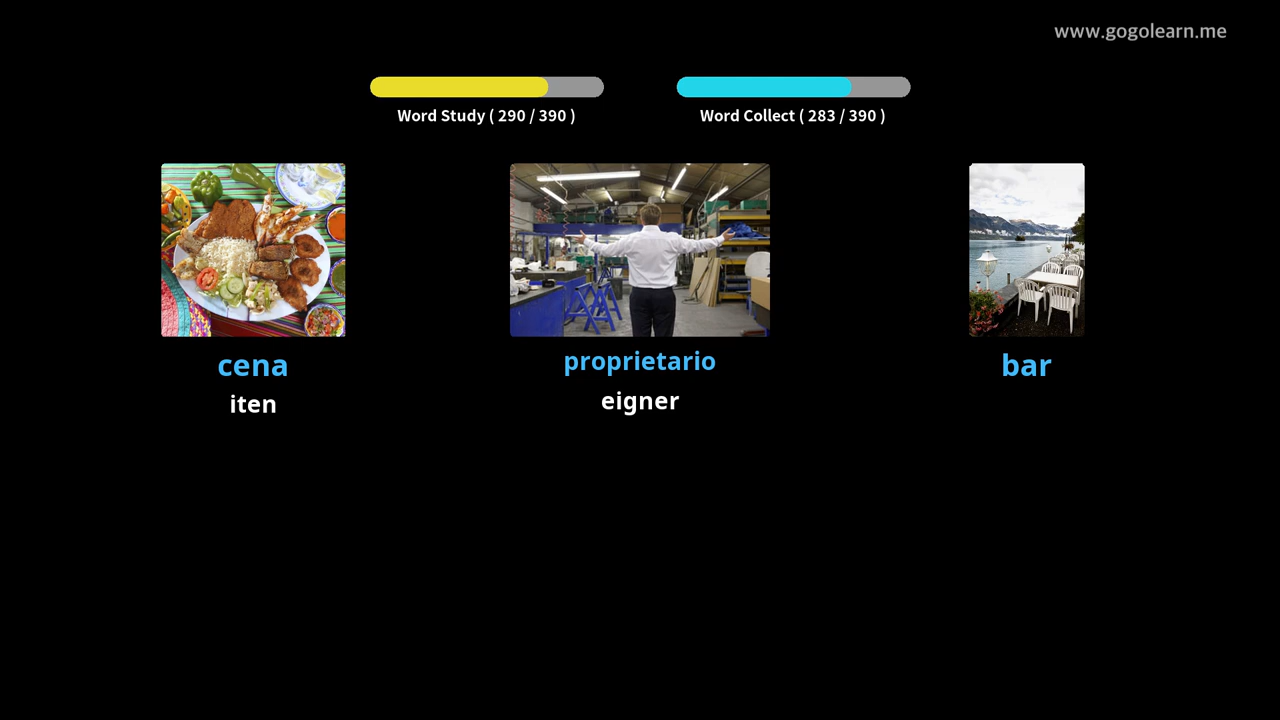 www.gogolearn.me
Word Study ( 290 / 390 )
Word Collect ( 283 / 390 )
cena
iten
proprietario
eigner
bar